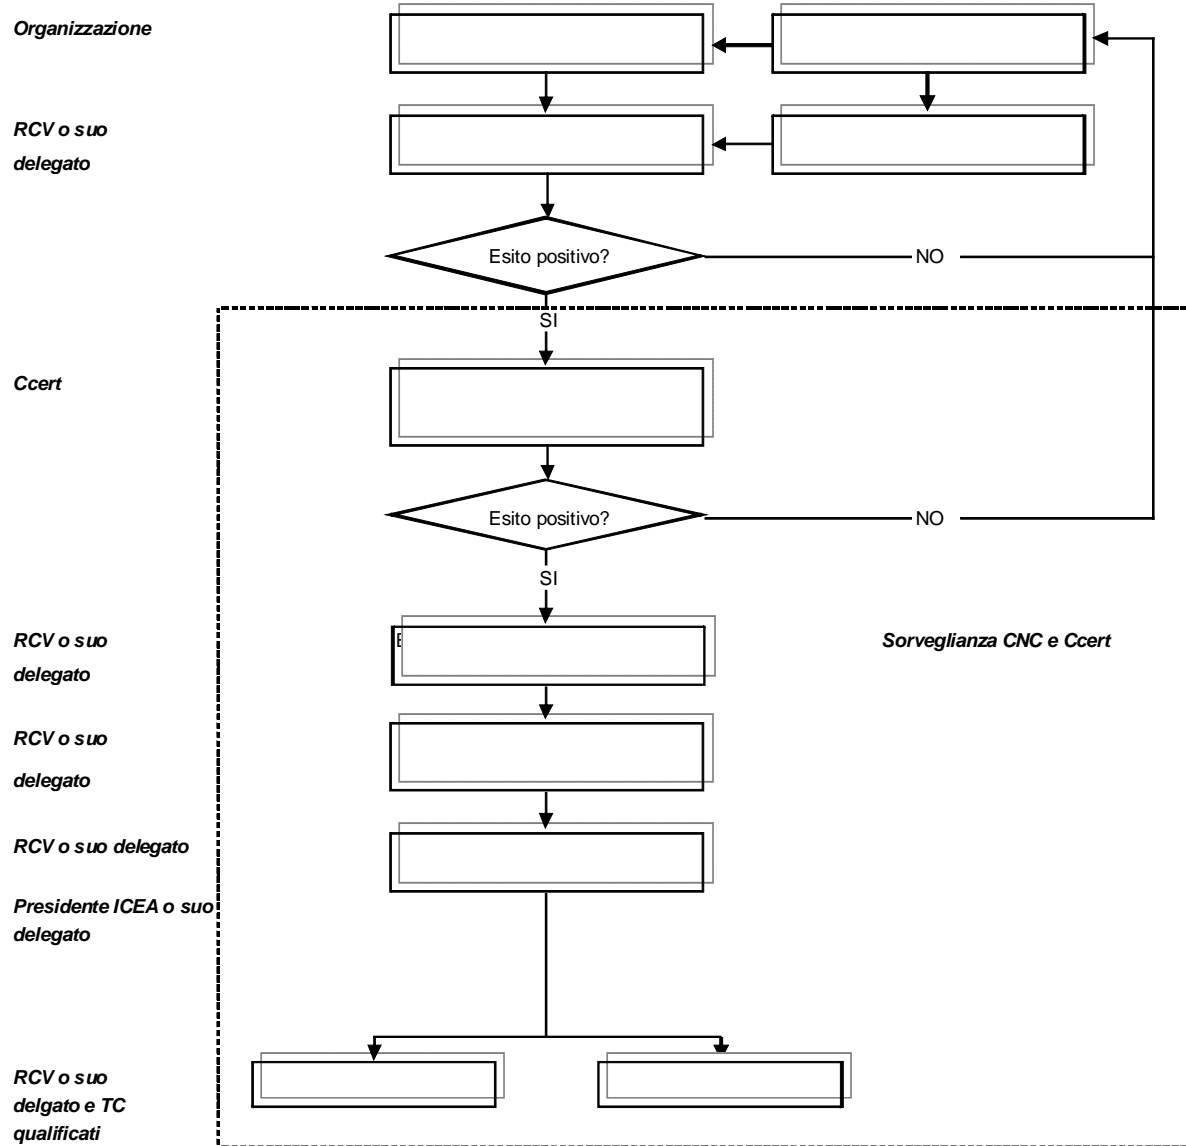 Organizzazione
RCV o suo
delegato
Esito positivo?
NO
SI
Ccert
Esito positivo?
NO
SI
RCV o suo
delegato
Sorveglianza CNC e Ccert
RCV o suo
delegato
RCV o suo delegato
Presidente ICEA o suo
delegato
RCV o suo
delgato e TC
qualificati